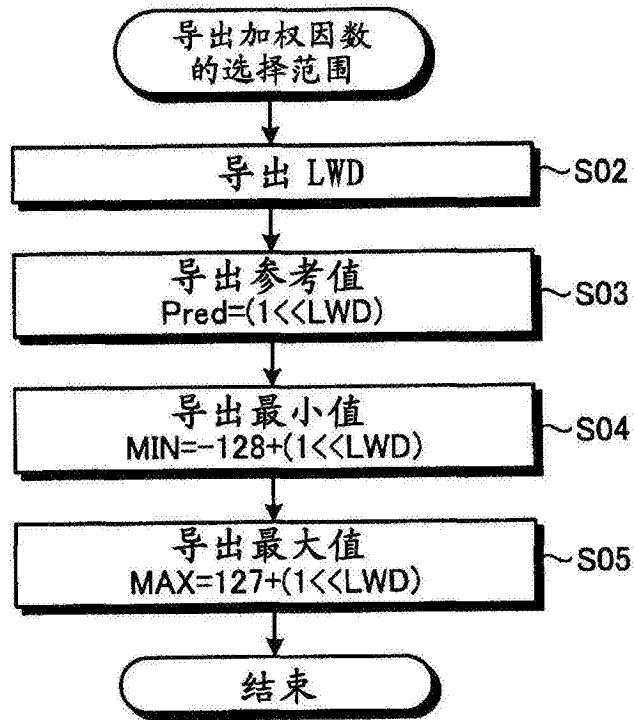 导出加权因数
的选择范围
导出 LWD
S02
导出参考值
Pred=(1<<LWD)
S03
导出最小值
MIN=-128+(1<<LWD)
S04
导出最大值
MAX=127+(1<<LWD)
S05
结束